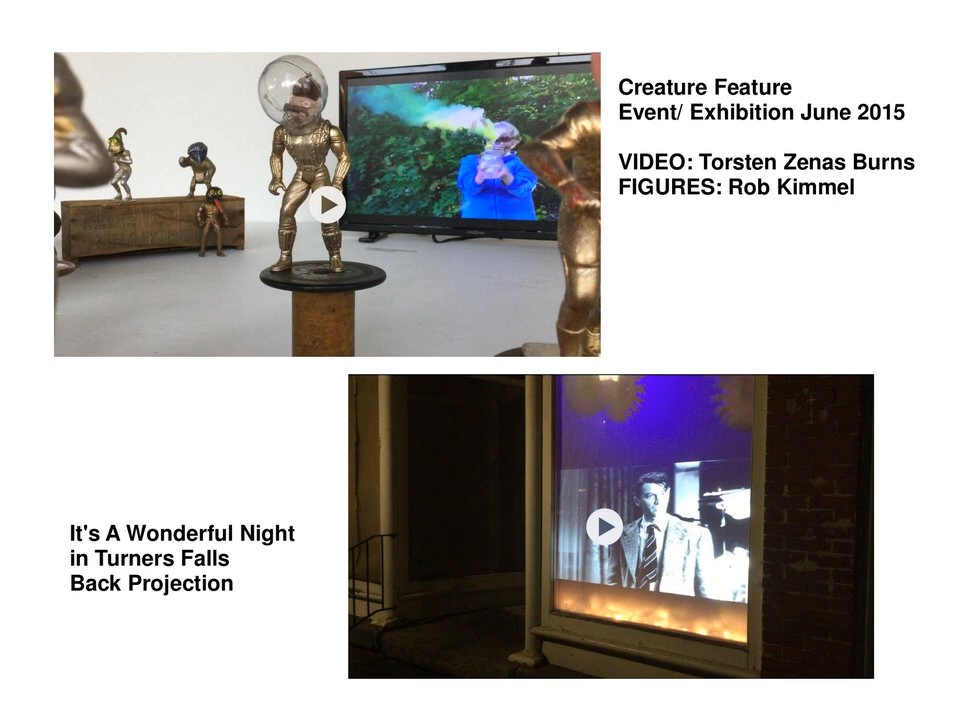 Creature Feature
Event/ Exhibition June 2015
VIDEO: Torsten Zenas Burns
FIGURES: Rob Kimmel
It's A Wonderful Night
in Turners Falls
Back Projection